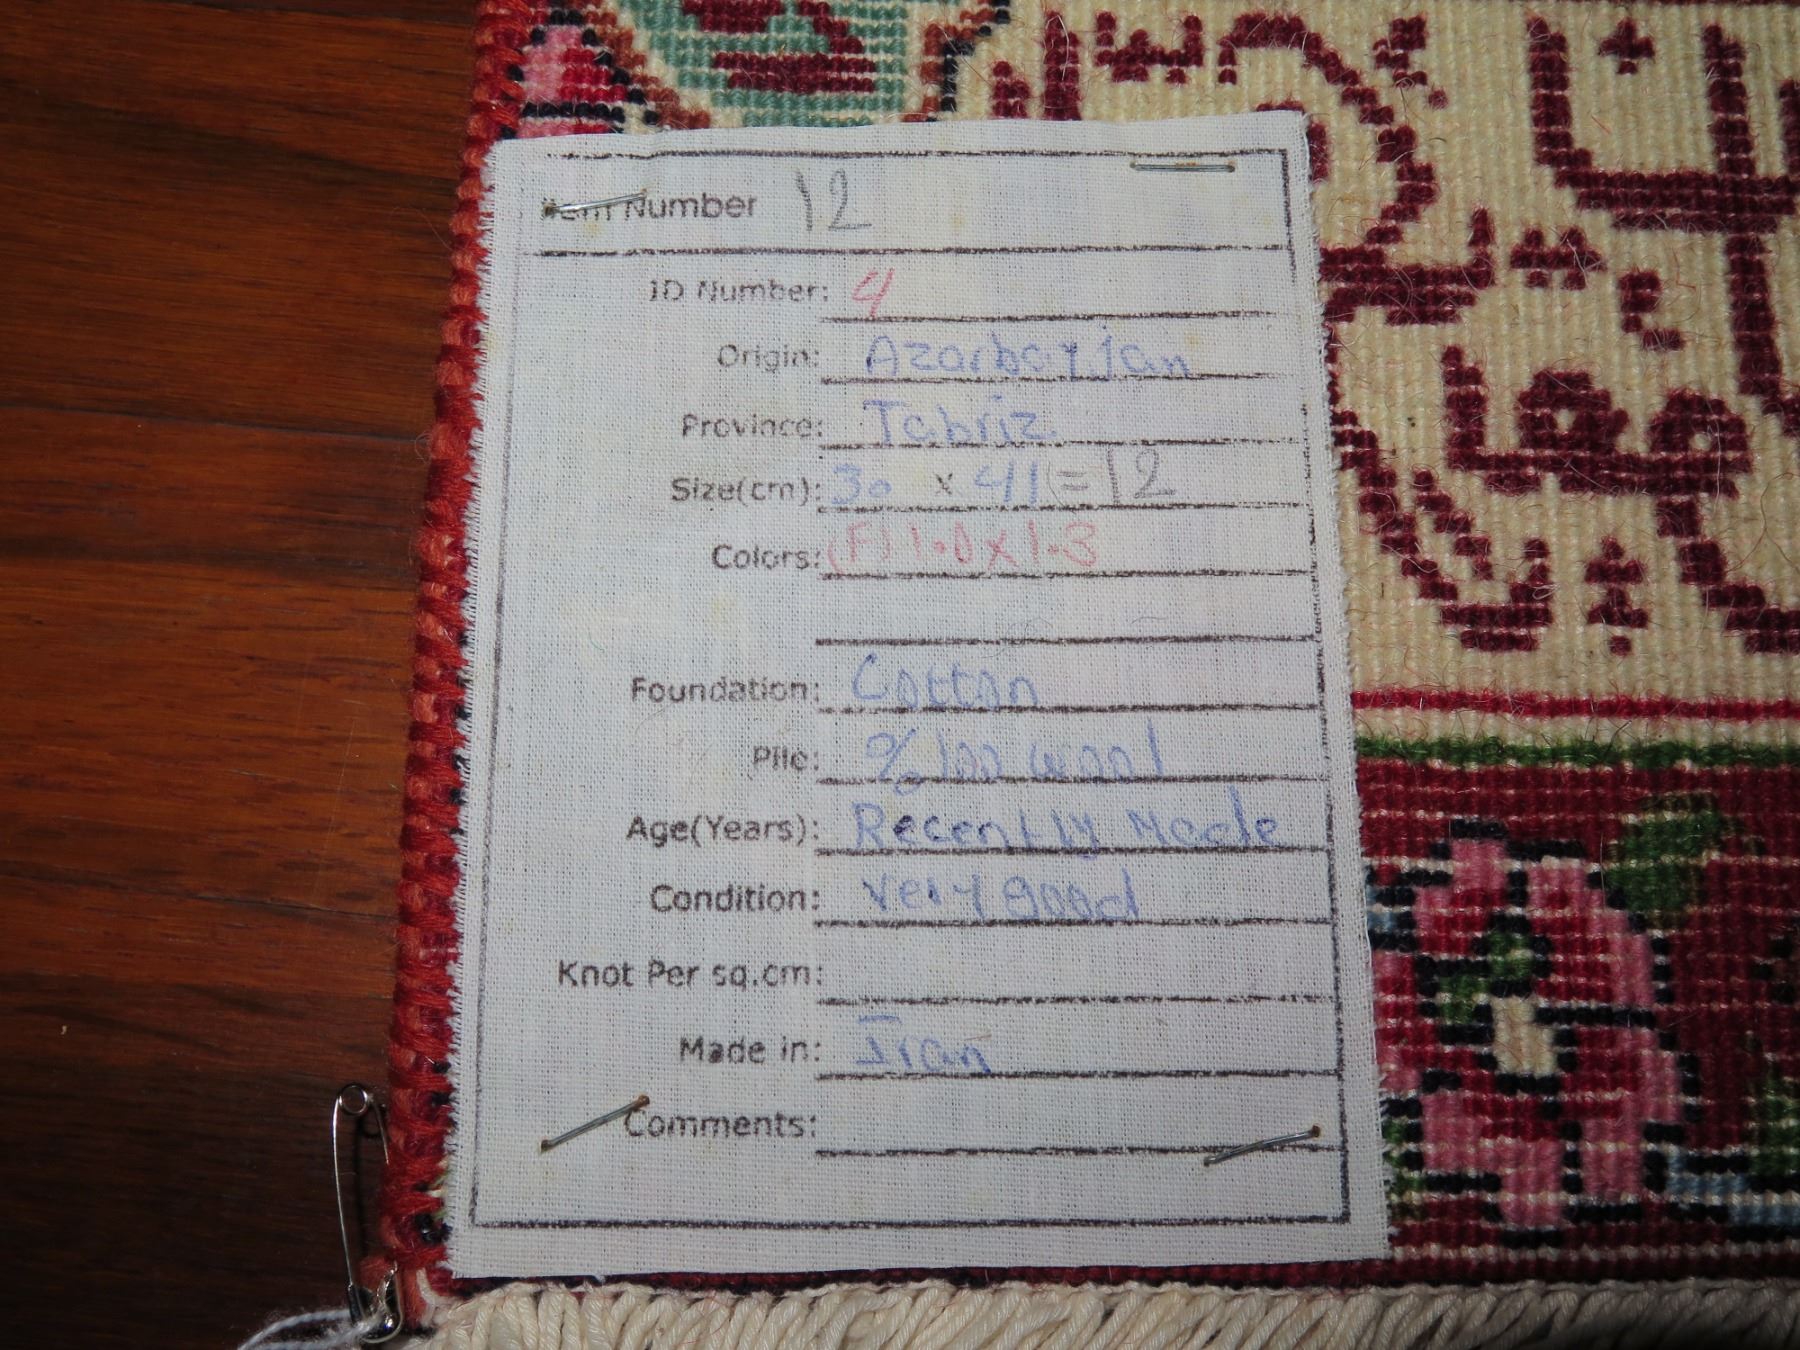 Item Number 12
ID Number: 4
Origin: Azarbayjan
Province: Tabriz
Size(cm): 30 x 41 = 12
Colors: (F) 1.0 x 1.3
Foundation: Cotton
Pile: % 100 wool
Age(Years): Recently Made
Condition: Very good
Knot Per sq.cm:
Made in: Iran
Comments: